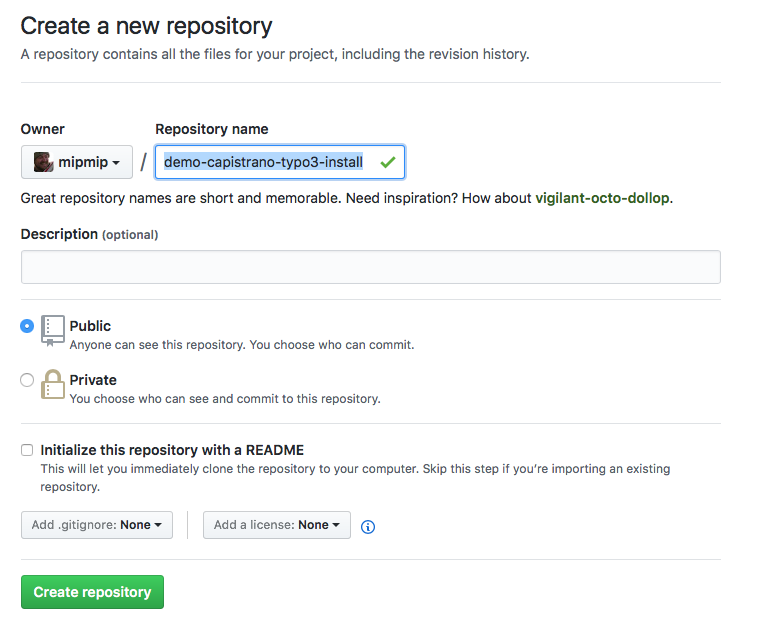 Create a new repository
A repository contains all the files for your project, including the revision history.
Owner
Repository name
mipmip
/
demo-capistrano-typo3-install
Great repository names are short and memorable. Need inspiration? How about vigilant-octo-dollop.
Description (optional)
Public
Anyone can see this repository. You choose who can commit.
Private
You choose who can see and commit to this repository.
Initialize this repository with a README
This will let you immediately clone the repository to your computer. Skip this step if you’re importing an existing
repository.
Add .gitignore: None
Add a license: None
Create repository